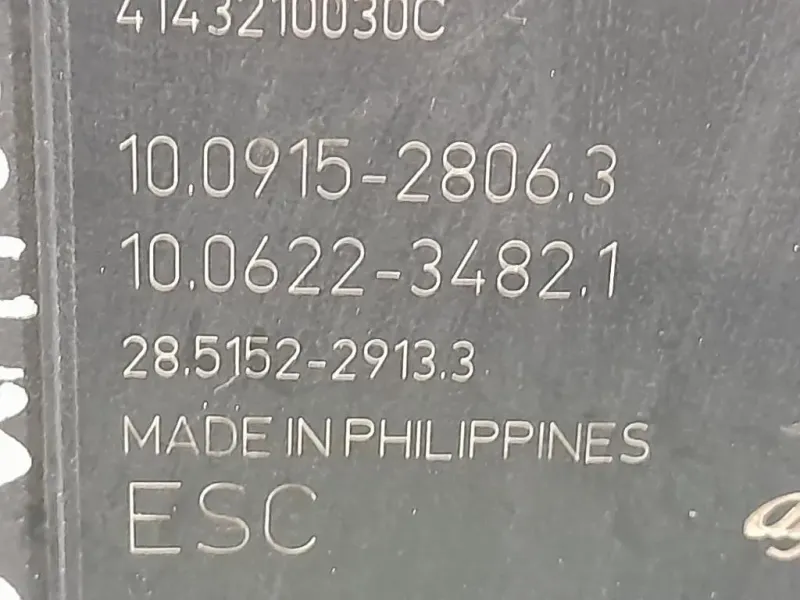 4143210030C
10.0915-2806.3
10.0622-3482.1
28.5152-2913.3
MADE IN PHILIPPINES
ESC